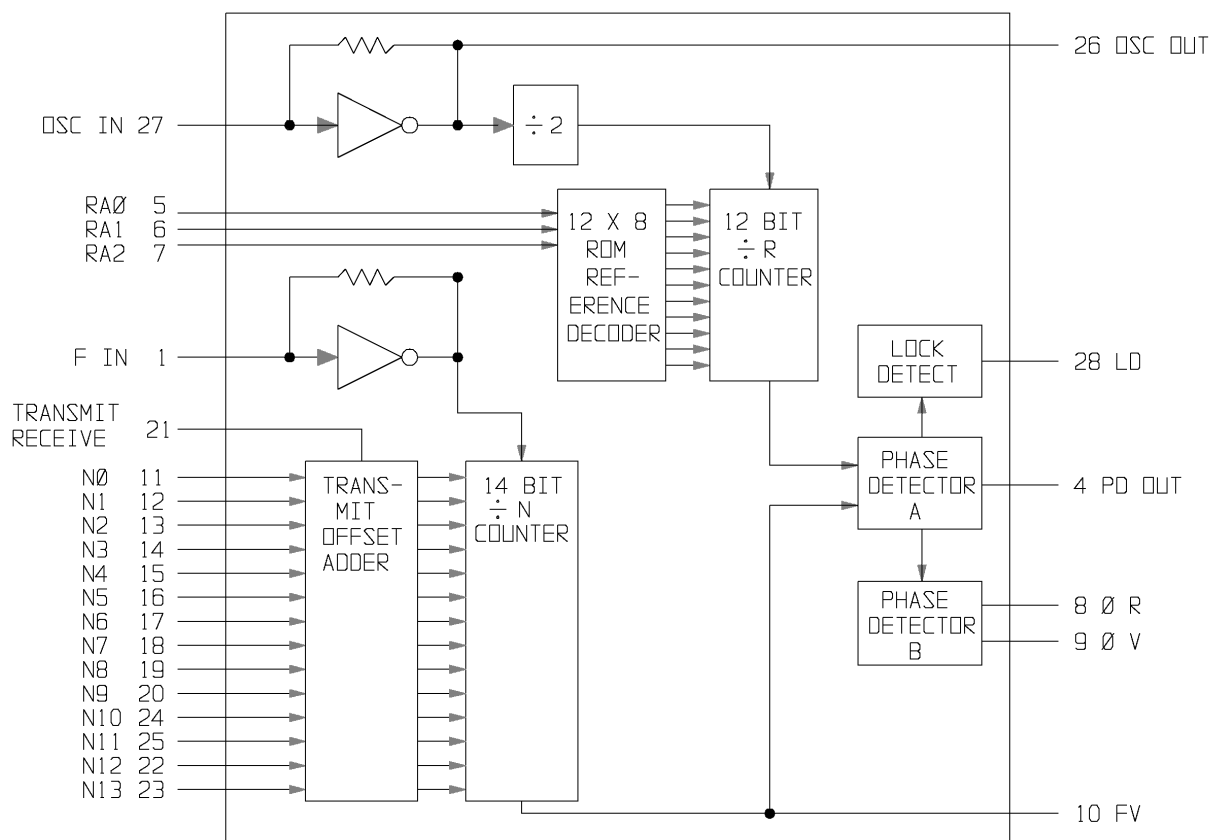 26 OSC OUT
OSC IN 27
÷ 2
RA0 5
RA1 6
RA2 7
12 X 8
ROM
REF-
ERENCE
DECODER
12 BIT
÷ R
COUNTER
F IN 1
LOCK
DETECT
28 LD
TRANSMIT
RECEIVE 21
N0 11
N1 12
N2 13
N3 14
N4 15
N5 16
N6 17
N7 18
N8 19
N9 20
N10 24
N11 25
N12 22
N13 23
TRANS-
MIT
OFFSET
ADDER
14 BIT
÷ N
COUNTER
PHASE
DETECTOR
A
4 PD OUT
PHASE
DETECTOR
B
8 Ø R
9 Ø V
10 FV